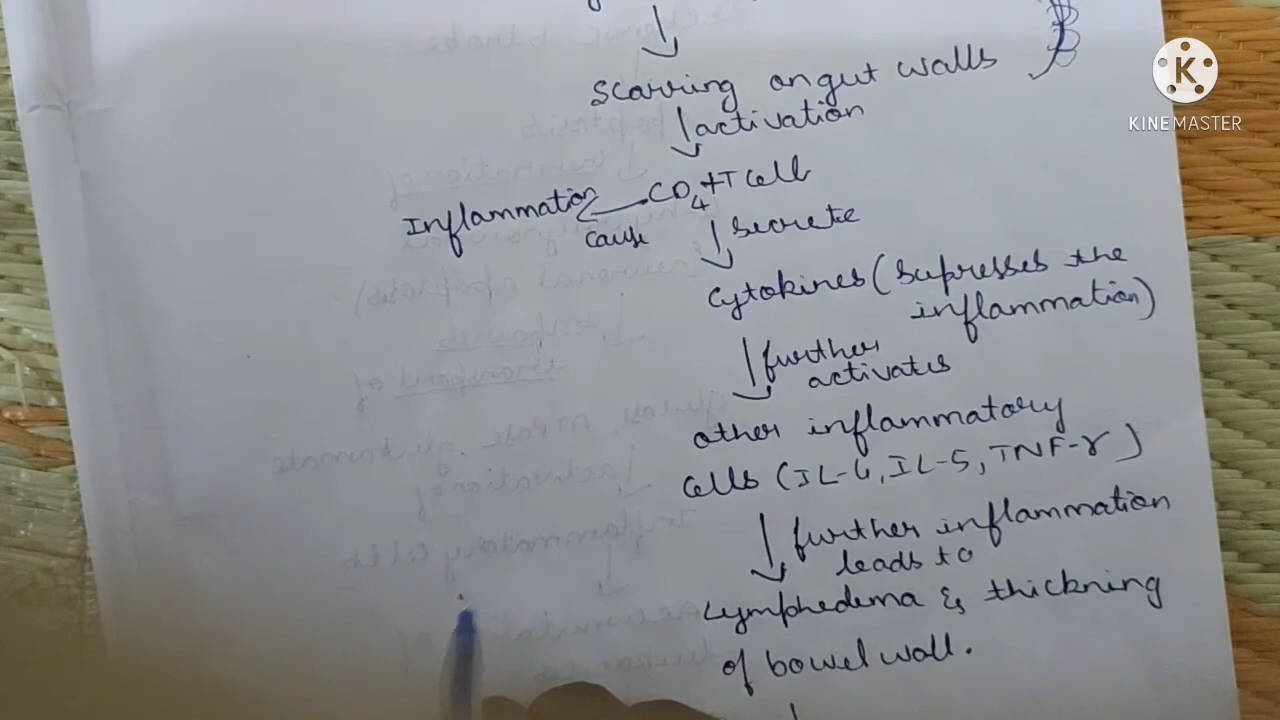 scarring on gut walls
activation
Inflammation
cause
CD4+T cell
secrete
cytokines (supresses the
inflammation)
further
activates
other inflammatory
cells (IL-4, IL-5, TNF-γ)
further inflammation
leads to
Lymphedema & thickning
of bowel wall.
K
KINEMASTER